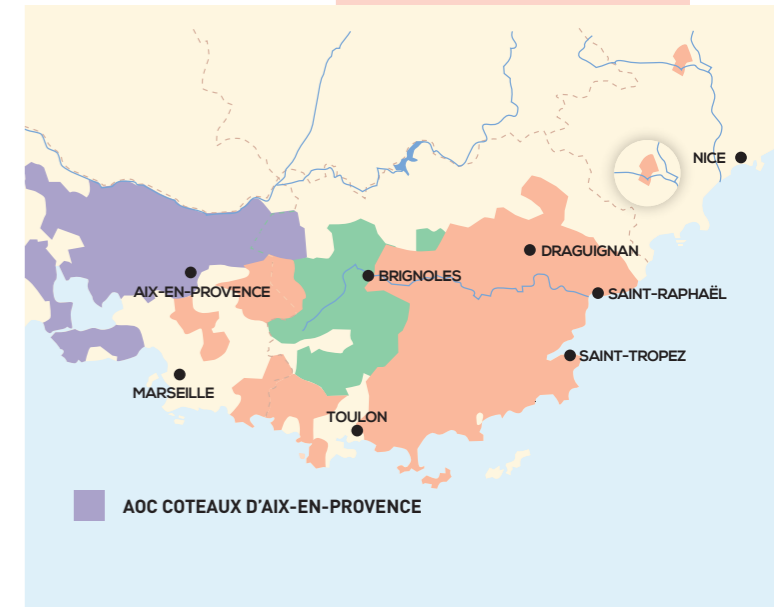 NICE
DRAGUIGNAN
BRIGNOLES
AIX-EN-PROVENCE
SAINT-RAPHAËL
SAINT-TROPEZ
MARSEILLE
TOULON
AOC COTEAUX D'AIX-EN-PROVENCE